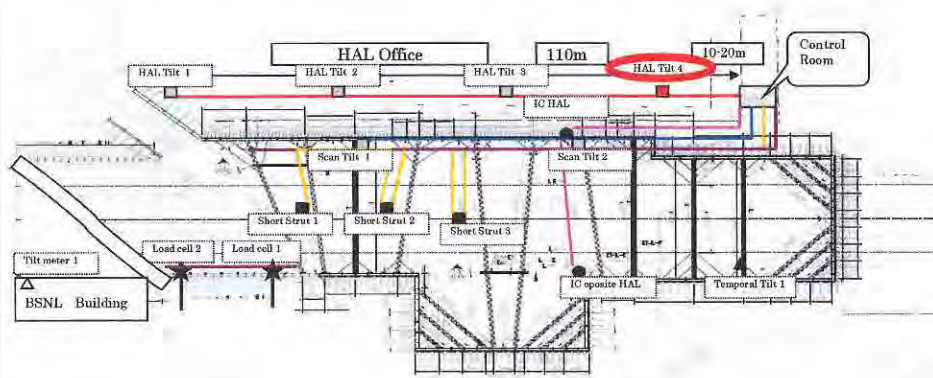 HAL Office
110m
10-20m
Control
Room
HAL Tilt 1
HAL Tilt 2
HAL Tilt 3
HAL Tilt 4
IC HAL
Scan Tilt 1
Scan Tilt 2
Short Strut 1
Short Strut 2
Short Strut 3
Load cell 2
Load cell 1
Tilt meter 1
BSNL Building
IC oposite HAL
Temporal Tilt 1